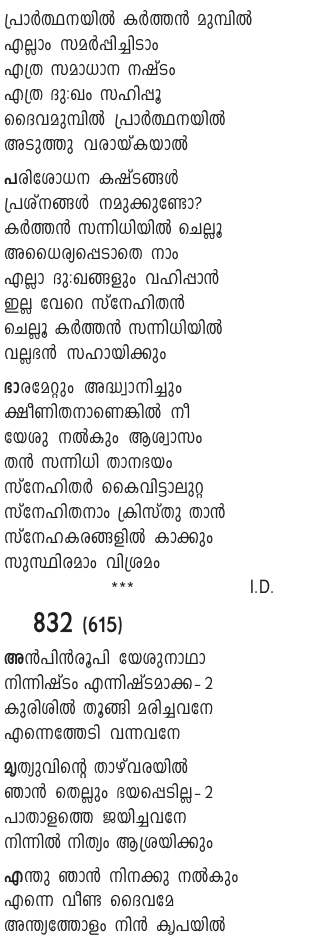 പ്രാർത്ഥനയിൽ കർത്തൻ മുമ്പിൽ
എല്ലാം സമർപ്പിച്ചിടാം
എത്ര സമാധാന നഷ്ടം
എത്ര ദു:ഖം സഹിപ്പൂ
ദൈവമുമ്പിൽ പ്രാർത്ഥനയിൽ
അടുത്തു വരായ്കയാൽ
പരിശോധന കഷ്ടങ്ങൾ
പ്രശ്നങ്ങൾ നമുക്കുണ്ടോ?
കർത്തൻ സന്നിധിയിൽ ചെല്ലൂ
അധൈര്യപ്പെടാതെ നാം
എല്ലാ ദു:ഖങ്ങളും വഹിപ്പാൻ
ഇല്ല വേറെ സ്നേഹിതൻ
ചെല്ലൂ കർത്തൻ സന്നിധിയിൽ
വല്ലഭൻ സഹായിക്കും
ഭാരമേറ്റും അദ്ധ്വാനിച്ചും
ക്ഷീണിതനാണെങ്കിൽ നീ
യേശു നൽകും ആശ്വാസം
തൻ സന്നിധി താനഭയം
സ്നേഹിതർ കൈവിട്ടാലുറ്റ
സ്നേഹിതനാം ക്രിസ്തു താൻ
സ്നേഹകരങ്ങളിൽ കാക്കും
സുസ്ഥിരമാം വിശ്രമം
*** I.D.
832 (615)
അൻപിൻരൂപി യേശുനാഥാ
നിന്നിഷ്ടം എന്നിഷ്ടമാക്ക-2
കുരിശിൽ തൂങ്ങി മരിച്ചവനേ
എന്നെത്തേടി വന്നവനേ
മൃത്യുവിന്റെ താഴ്‌വരയിൽ
ഞാൻ തെല്ലും ഭയപ്പെടില്ല-2
പാതാളത്തെ ജയിച്ചവനേ
നിന്നിൽ നിത്യം ആശ്രയിക്കും
എന്തു ഞാൻ നിനക്കു നൽകും
എന്നെ വീണ്ട ദൈവമേ
അന്ത്യത്തോളം നിൻ കൃപയിൽ